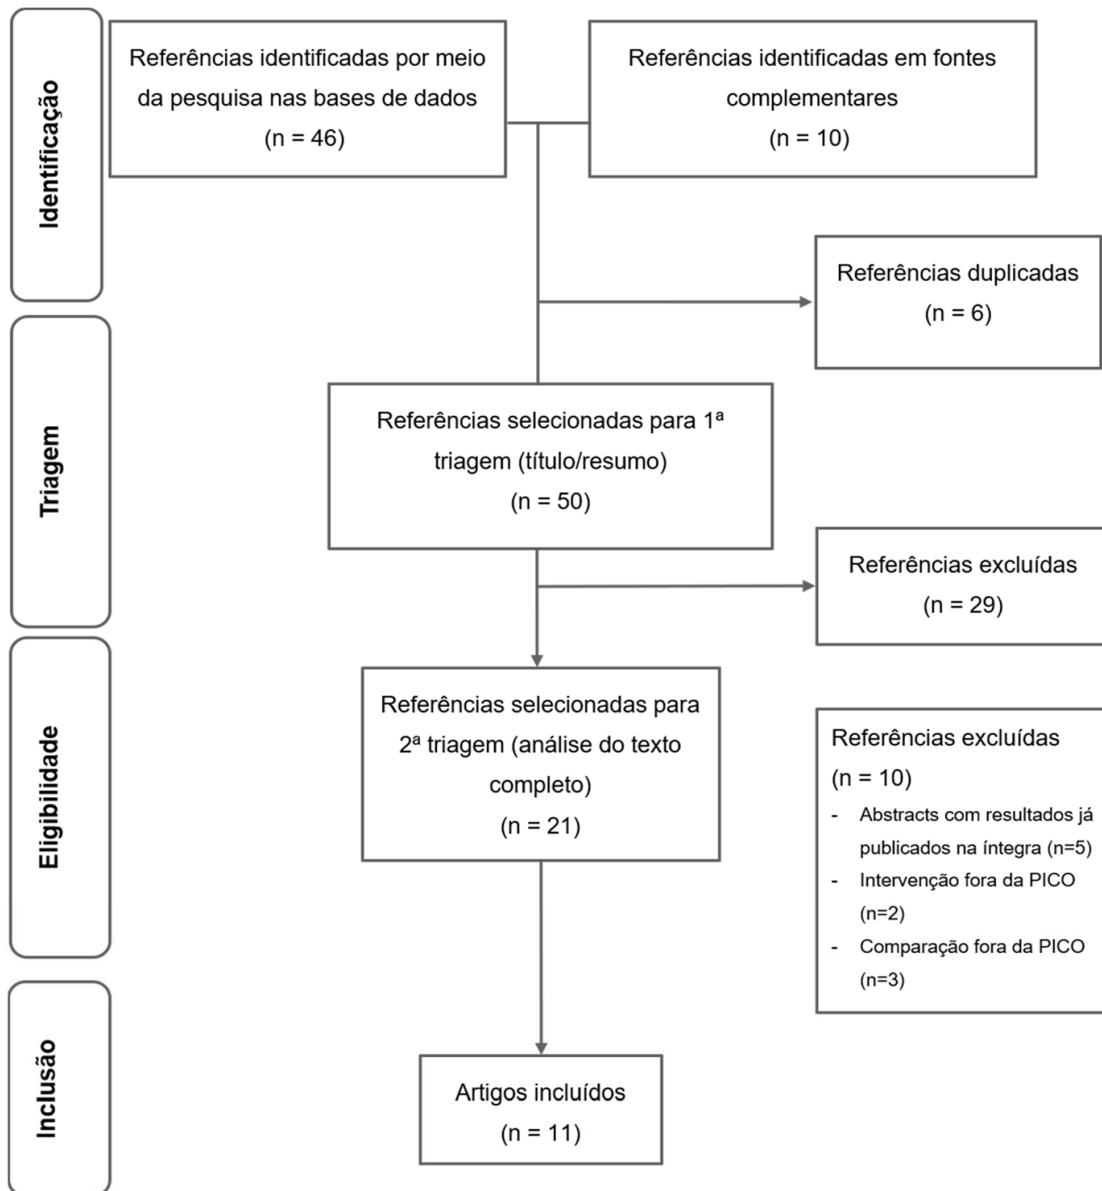 Identificação
Referências identificadas por meio
da pesquisa nas bases de dados
(n = 46)
Referências identificadas em fontes
complementares
(n = 10)
Referências duplicadas
(n = 6)
Triagem
Referências selecionadas para 1ª
triagem (título/resumo)
(n = 50)
Referências excluídas
(n = 29)
Eligibilidade
Referências selecionadas para
2ª triagem (análise do texto
completo)
(n = 21)
Referências excluídas
(n = 10)
- Abstracts com resultados já
publicados na íntegra (n=5)
- Intervenção fora da PICO
(n=2)
- Comparação fora da PICO
(n=3)
Inclusão
Artigos incluídos
(n = 11)